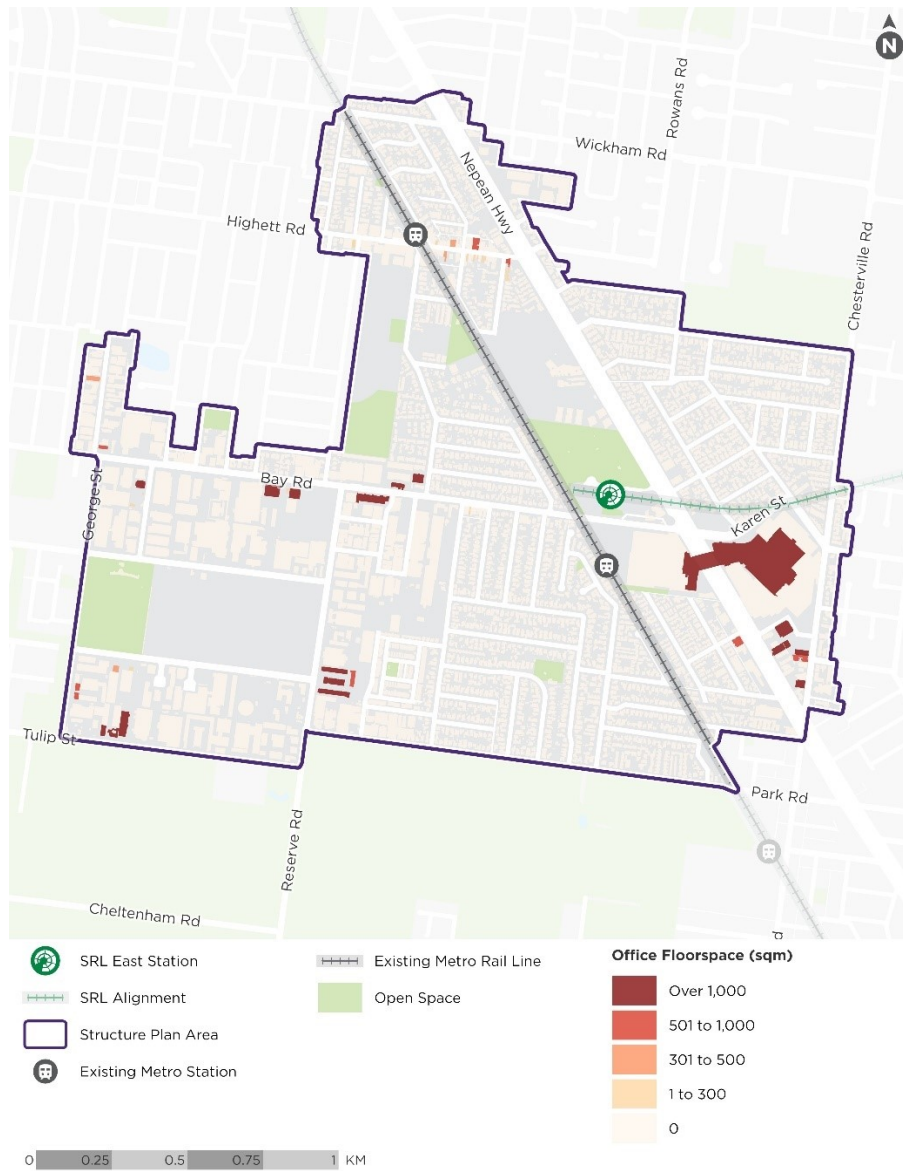 N
Rowans Rd
Wickham Rd
Nepean Hwy
Highett Rd
Chesterville Rd
Bay Rd
George St
Karen St
Tulip St
Park Rd
Reserve Rd
Cheltenham Rd
d
SRL East Station
SRL Alignment
Structure Plan Area
Existing Metro Station
Existing Metro Rail Line
Open Space
Office Floorspace (sqm)
Over 1,000
501 to 1,000
301 to 500
1 to 300
0
0 0.25 0.5 0.75 1 KM